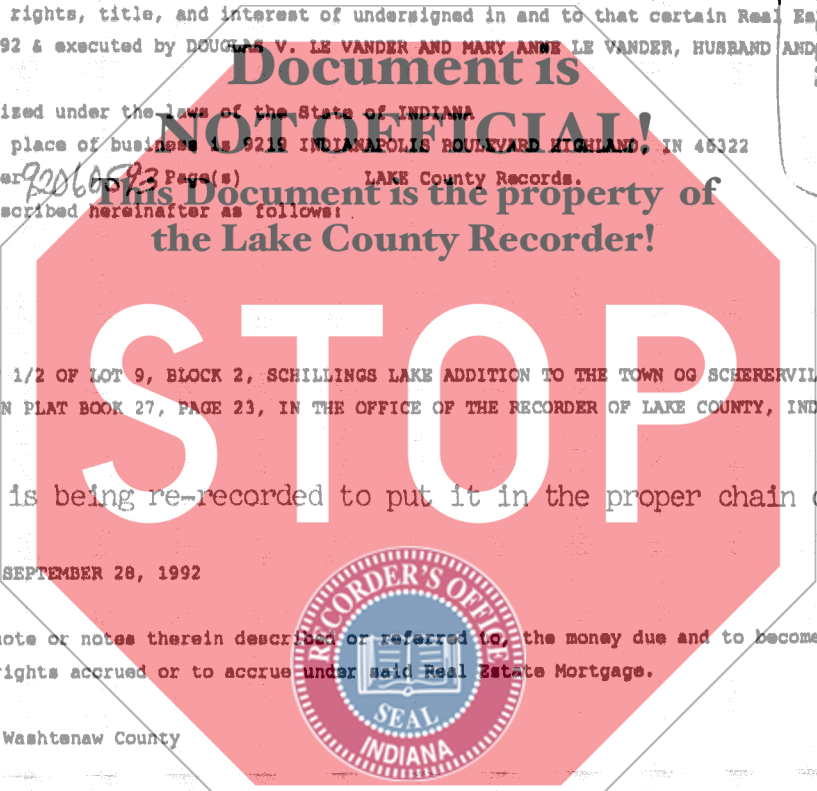 rights, title, and interest of undersigned in and to that certain Real Es
92 & executed by DOUGLAS V. LE VANDER AND MARY ANNE LE VANDER, HUSBAND AND
Document is
ized under the laws of the State of INDIANA
NOT OFFICIAL!
place of business is 9219 INDIANAPOLIS BOULEVARD HIGHLAND, IN 46322
er 92060593 Page(s) LAKE County Records.
This Document is the property of
scribed hereinafter as follows:
the Lake County Recorder!
STOP
1/2 OF LOT 9, BLOCK 2, SCHILLINGS LAKE ADDITION TO THE TOWN OG SCHERERVIL
N PLAT BOOK 27, PAGE 23, IN THE OFFICE OF THE RECORDER OF LAKE COUNTY, IND
is being re-recorded to put it in the proper chain
SEPTEMBER 28, 1992
RECORDER'S OFFICE
note or notes therein described or referred to, the money due and to become
rights accrued or to accrue under said Real Estate Mortgage.
SEAL
INDIANA
Washtenaw County